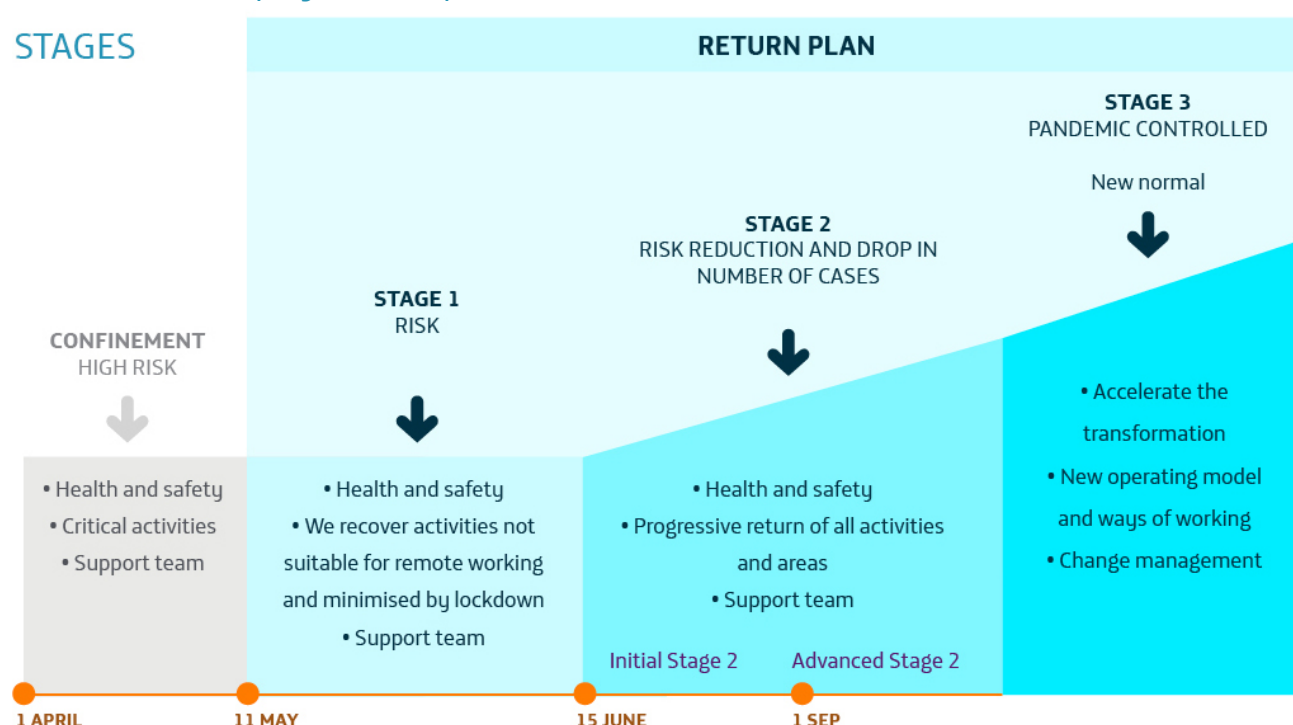 STAGES
RETURN PLAN
STAGE 3
PANDEMIC CONTROLLED
New normal
STAGE 2
RISK REDUCTION AND DROP IN
NUMBER OF CASES
STAGE 1
RISK
CONFINEMENT
HIGH RISK
• Health and safety
• Critical activities
• Support team
• Health and safety
• We recover activities not
suitable for remote working
and minimised by lockdown
• Support team
• Health and safety
• Progressive return of all activities
and areas
• Support team
Initial Stage 2
Advanced Stage 2
• Accelerate the
transformation
• New operating model
and ways of working
• Change management
1 APRIL
11 MAY
15 JUNE
1 SEP